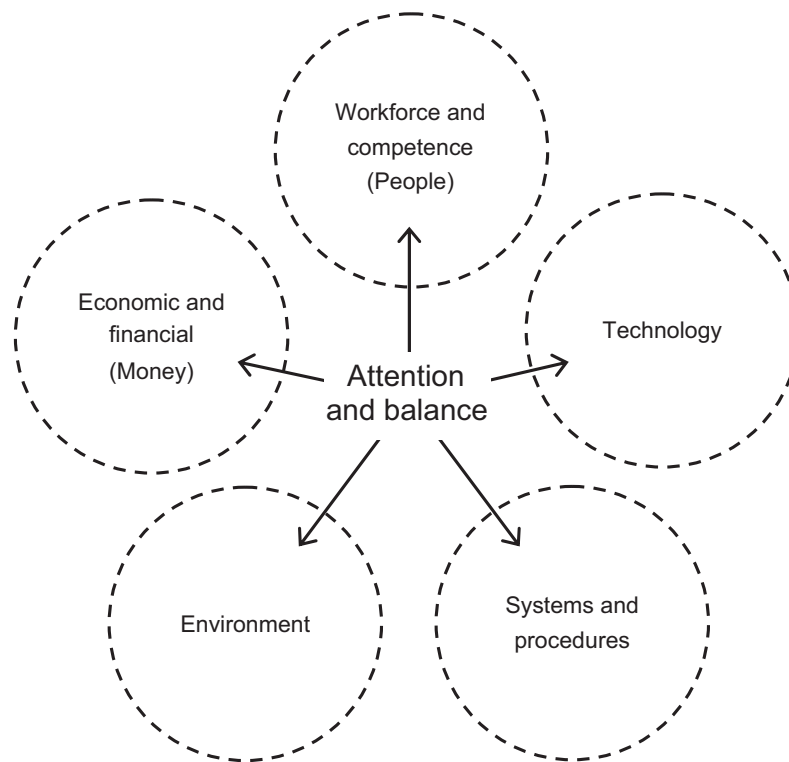 Workforce and
competence
(People)
Economic and
financial
(Money)
Technology
Attention
and balance
Environment
Systems and
procedures